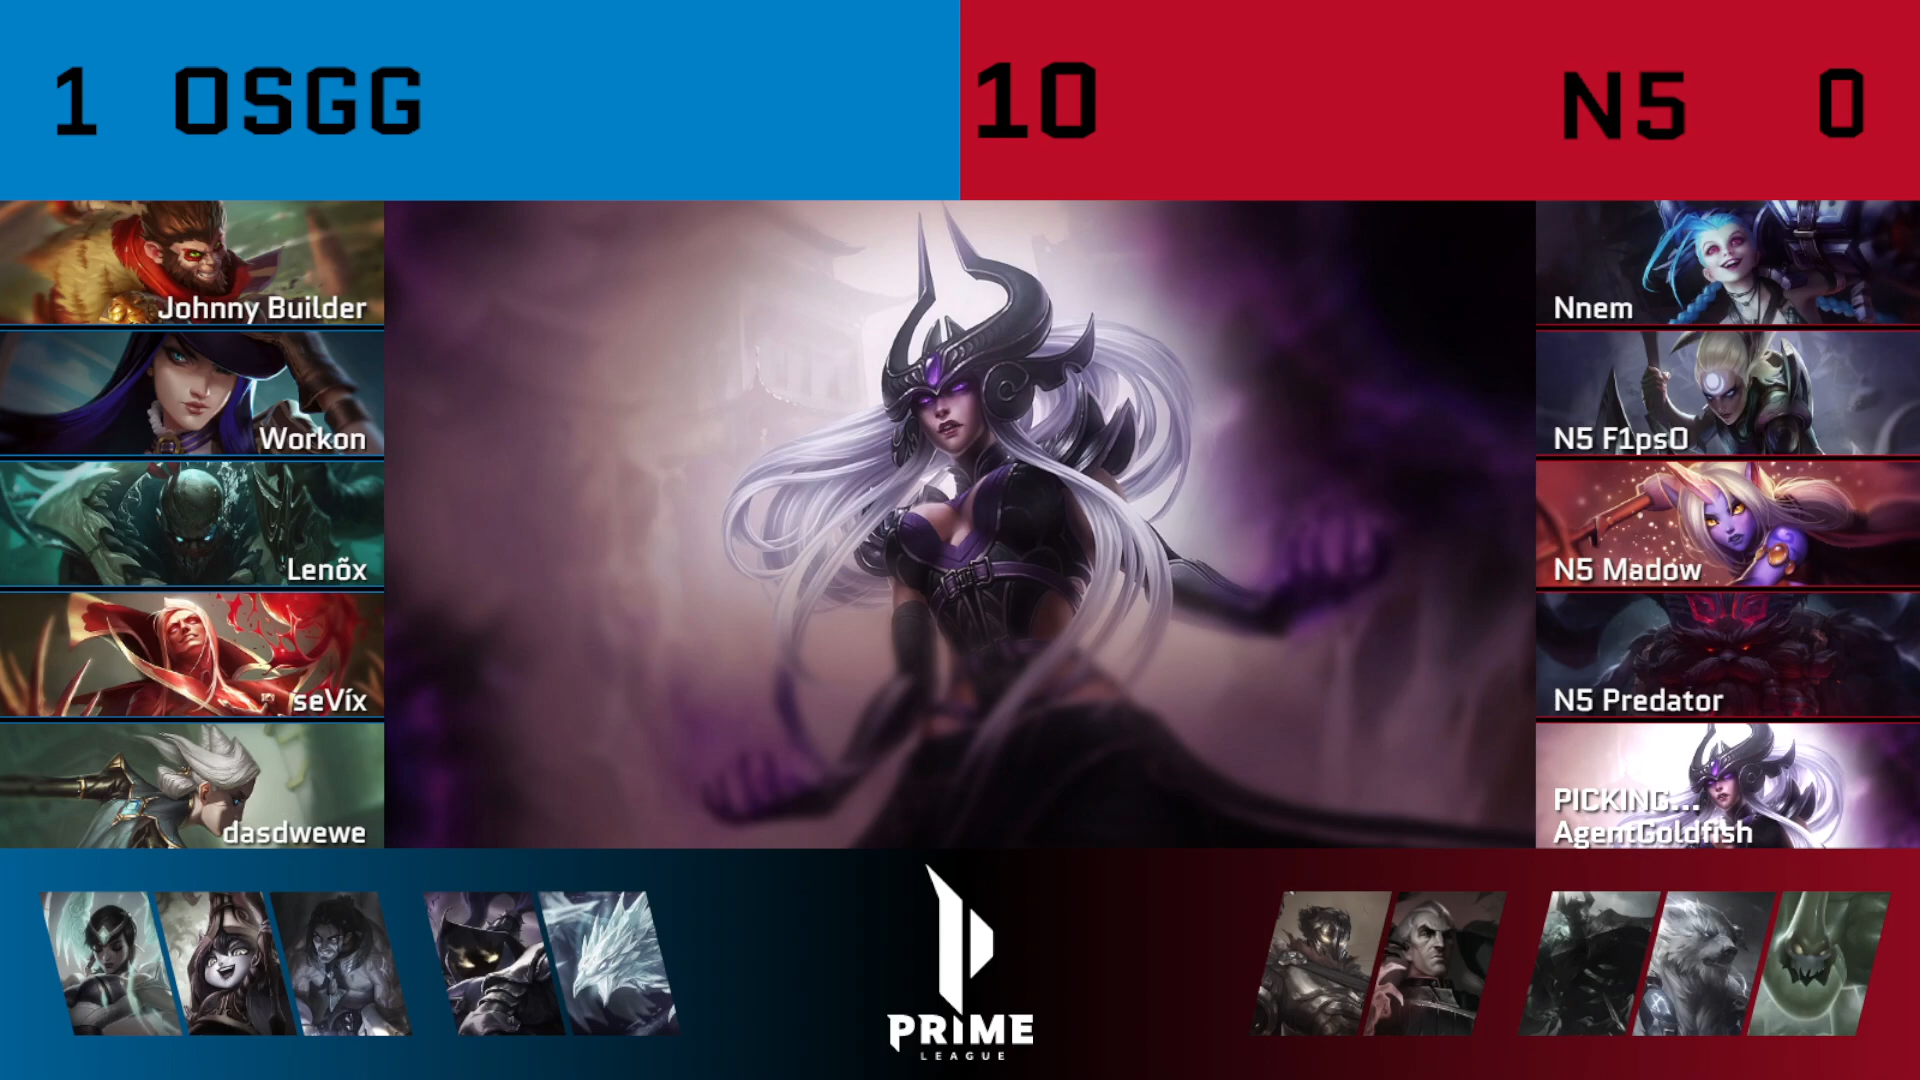 1 OSGG
10
N5 0
Johnny Builder
Workon
Lenõx
seVíx
dasdwewe
Nnem
N5 F1ps0
N5 Madow
N5 Predator
PICKING...
AgentGoldfish
PRIME
LEAGUE